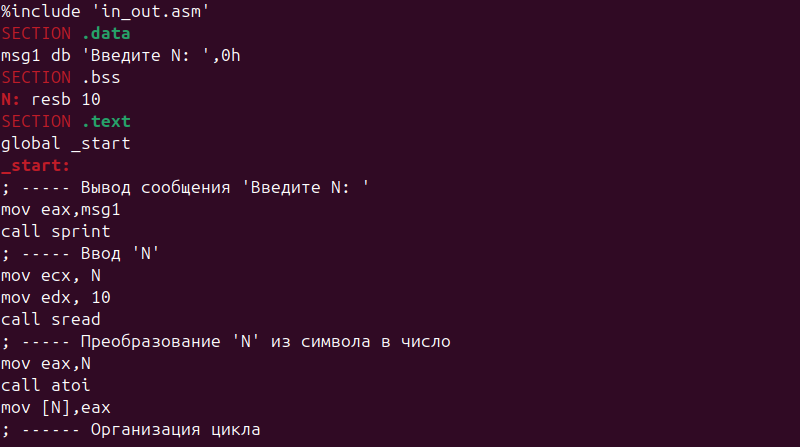 %include 'in_out.asm'
SECTION .data
msg1 db 'Введите N: ',0h
SECTION .bss
N: resb 10
SECTION .text
global _start
_start:
; ----- Вывод сообщения 'Введите N: '
mov eax,msg1
call sprint
; ----- Ввод 'N'
mov ecx, N
mov edx, 10
call sread
; ----- Преобразование 'N' из символа в число
mov eax,N
call atoi
mov [N],eax
; ------ Организация цикла